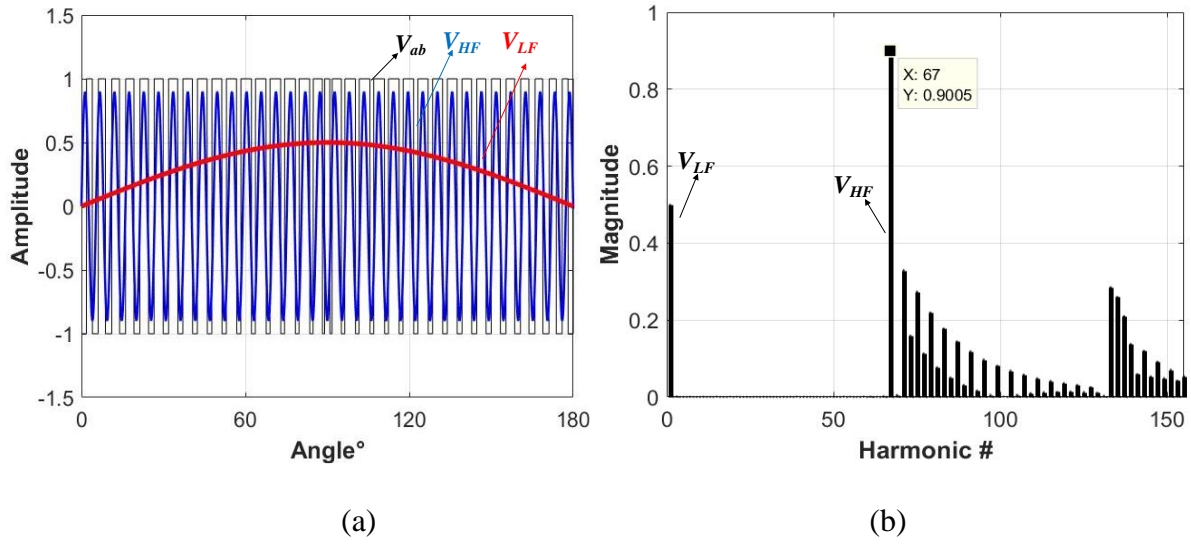 1.5
1
0.5
0
-0.5
-1
-1.5
Amplitude
V_ab
V_HF
V_LF
0
60
120
180
Angle°
(a)
1
0.8
0.6
0.4
0.2
0
Magnitude
X: 67
Y: 0.9005
V_LF
V_HF
0
50
100
150
Harmonic #
(b)